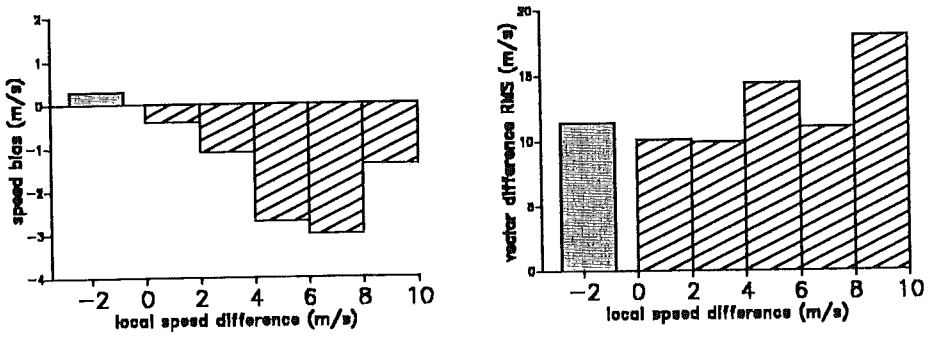 speed bias (m/s)
2
1
0
-1
-2
-3
-4
-2 0 2 4 6 8 10
local speed difference (m/s)
vector difference RMS (m/s)
20
15
10
5
0
-2 0 2 4 6 8 10
local speed difference (m/s)